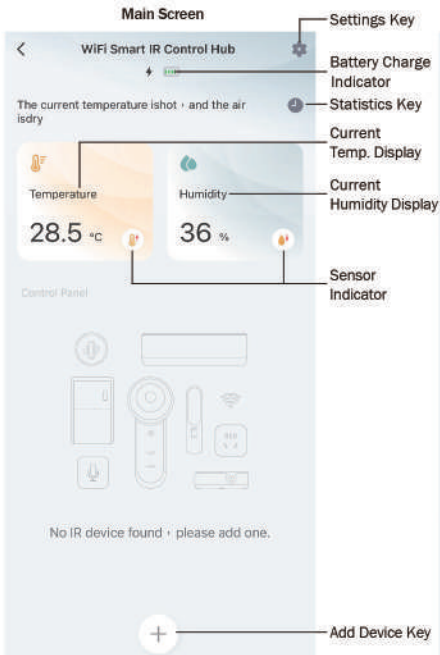 Main Screen
Settings Key
WiFi Smart IR Control Hub
Battery Charge
Indicator
The current temperature ishot , and the air
isdry
Statistics Key
Current
Temp. Display
Temperature
Humidity
Current
Humidity Display
28.5 °C
36 %
Sensor
Indicator
Control Panel
No IR device found , please add one.
Add Device Key